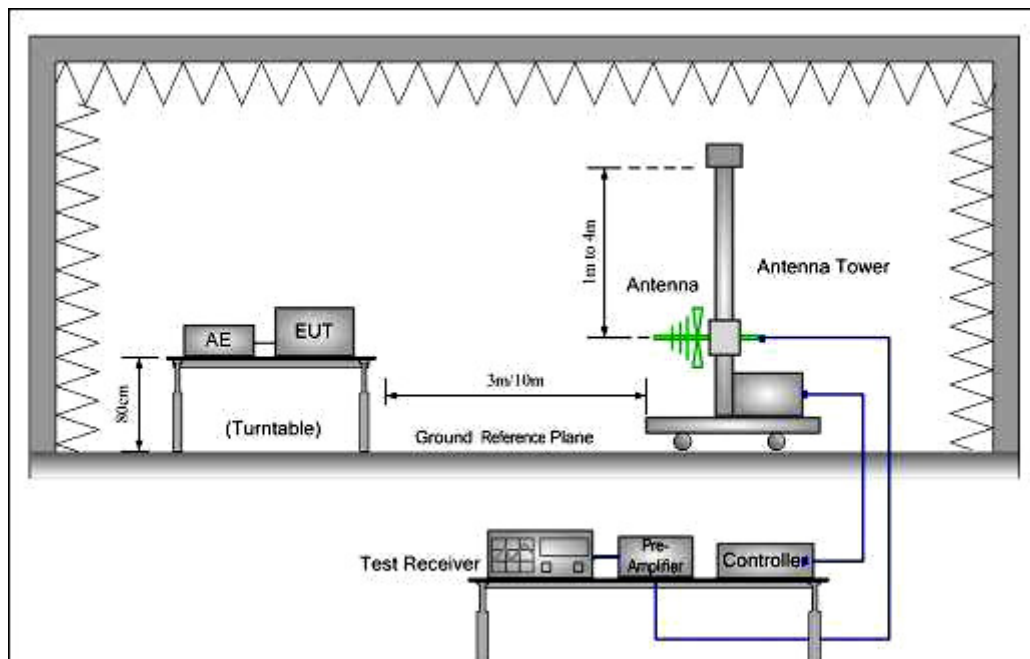 1m to 4m
Antenna Tower
Antenna
AE
EUT
3m/10m
80cm
(Turntable)
Ground Reference Plane
Test Receiver
Pre-
Amplifier
Controller